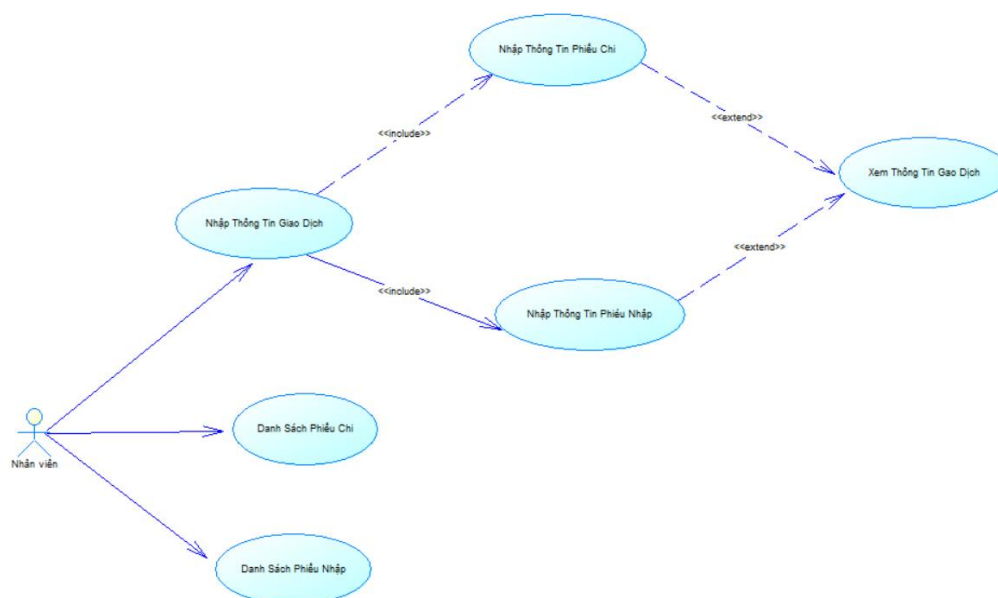 Nhập Thông Tin Phiếu Chi
<<include>>
<<extend>>
Xem Thông Tin Gao Dịch
Nhập Thông Tin Giao Dịch
<<extend>>
<<include>>
Nhập Thông Tin Phiéu Nhập
Danh Sách Phiếu Chi
Nhân viên
Danh Sách Phiếu Nhập